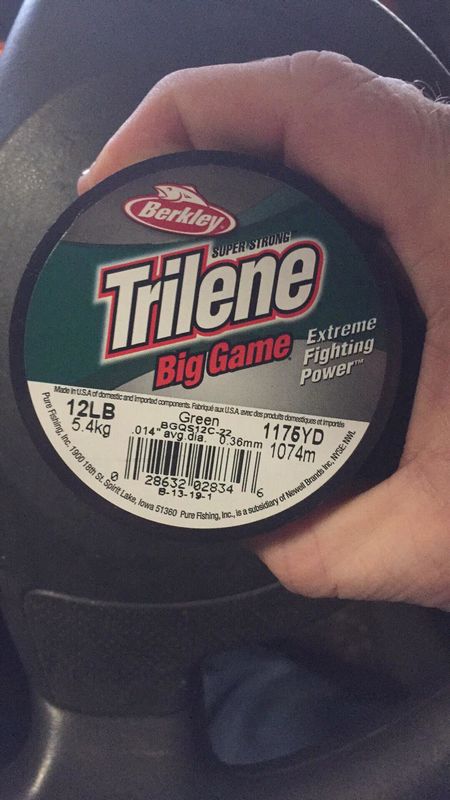 Berkley
SUPER STRONG™
Trilene
Big Game
Extreme
Fighting
Power™
Made in U.S.A of domestic and imported components. Fabriqué aux U.S.A. avec des produits domestiques et importés
12LB
5.4kg
Green
BGQS12C-22
.014" avg.dia. 0.36mm
1175YD
1074m
0 28632 02834 6
B-13-19-1
Pure Fishing, Inc. 1900 18th St. Spirit Lake, Iowa 51360 Pure Fishing, Inc., is a subsidiary of Newell Brands Inc, NYSE: NWL